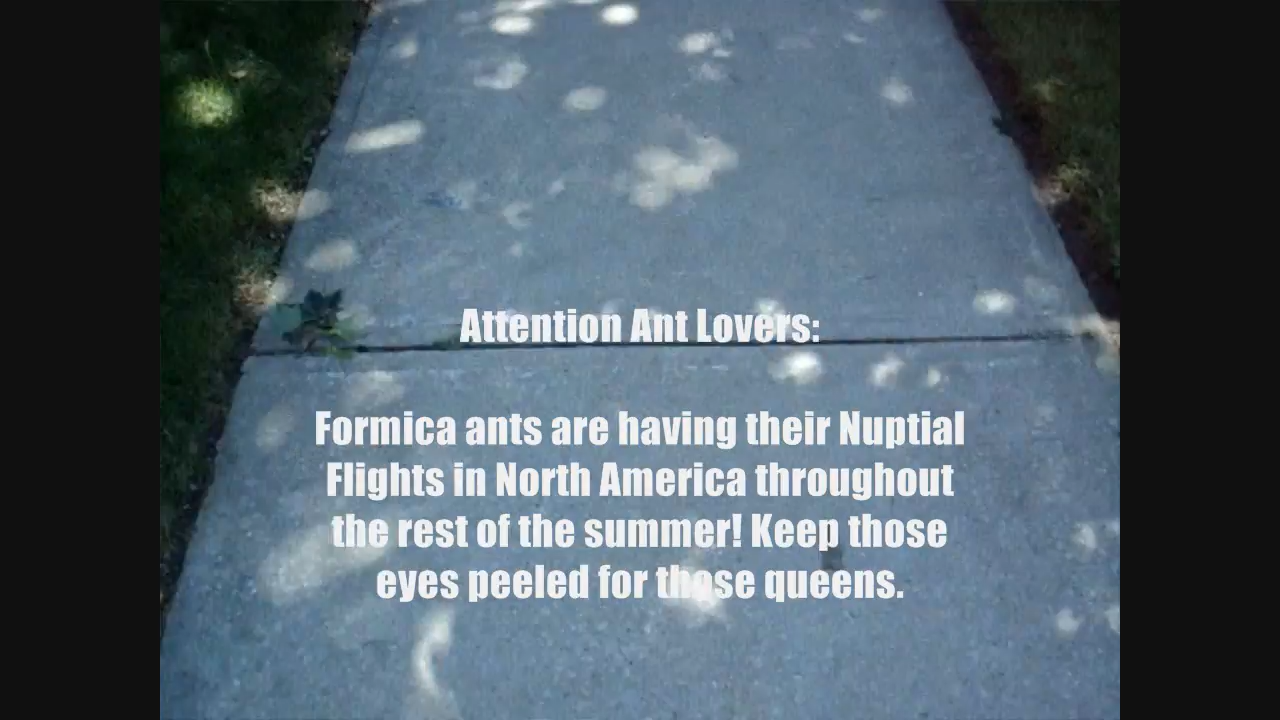 Attention Ant Lovers:
Formica ants are having their Nuptial
Flights in North America throughout
the rest of the summer! Keep those
eyes peeled for those queens.